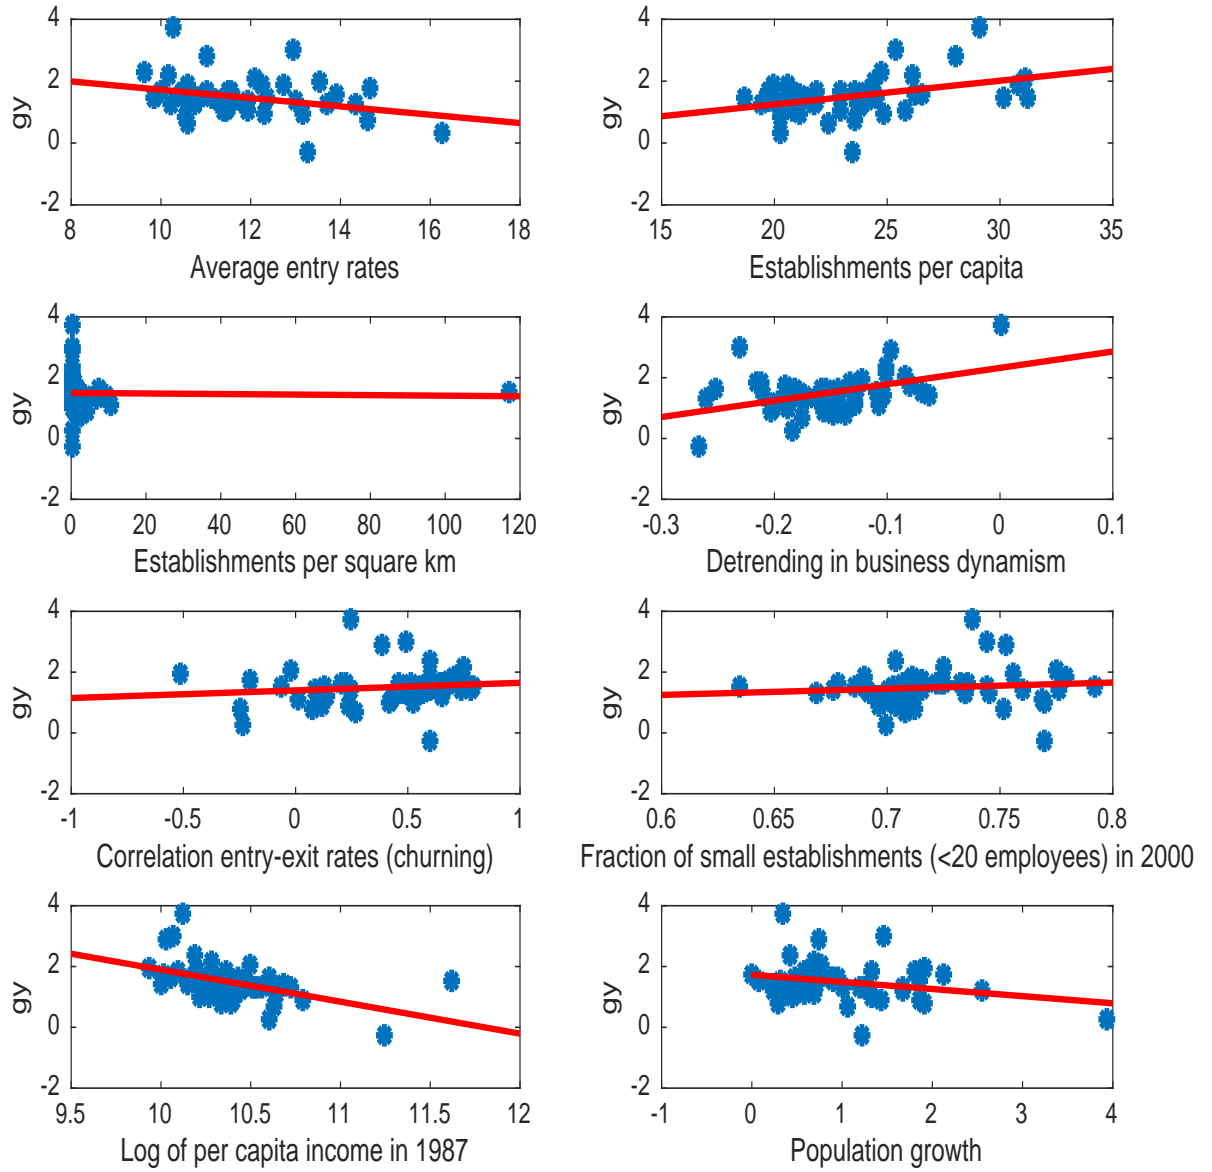 4
2
0
-2
gy
8 10 12 14 16 18
Average entry rates
4
2
0
-2
gy
15 20 25 30 35
Establishments per capita
4
2
0
-2
gy
0 20 40 60 80 100 120
Establishments per square km
4
2
0
-2
gy
-0.3 -0.2 -0.1 0 0.1
Detrending in business dynamism
4
2
0
-2
gy
-1 -0.5 0 0.5 1
Correlation entry-exit rates (churning)
4
2
0
-2
gy
0.6 0.65 0.7 0.75 0.8
Fraction of small establishments (<20 employees) in 2000
4
2
0
-2
gy
9.5 10 10.5 11 11.5 12
Log of per capita income in 1987
4
2
0
-2
gy
-1 0 1 2 3 4
Population growth